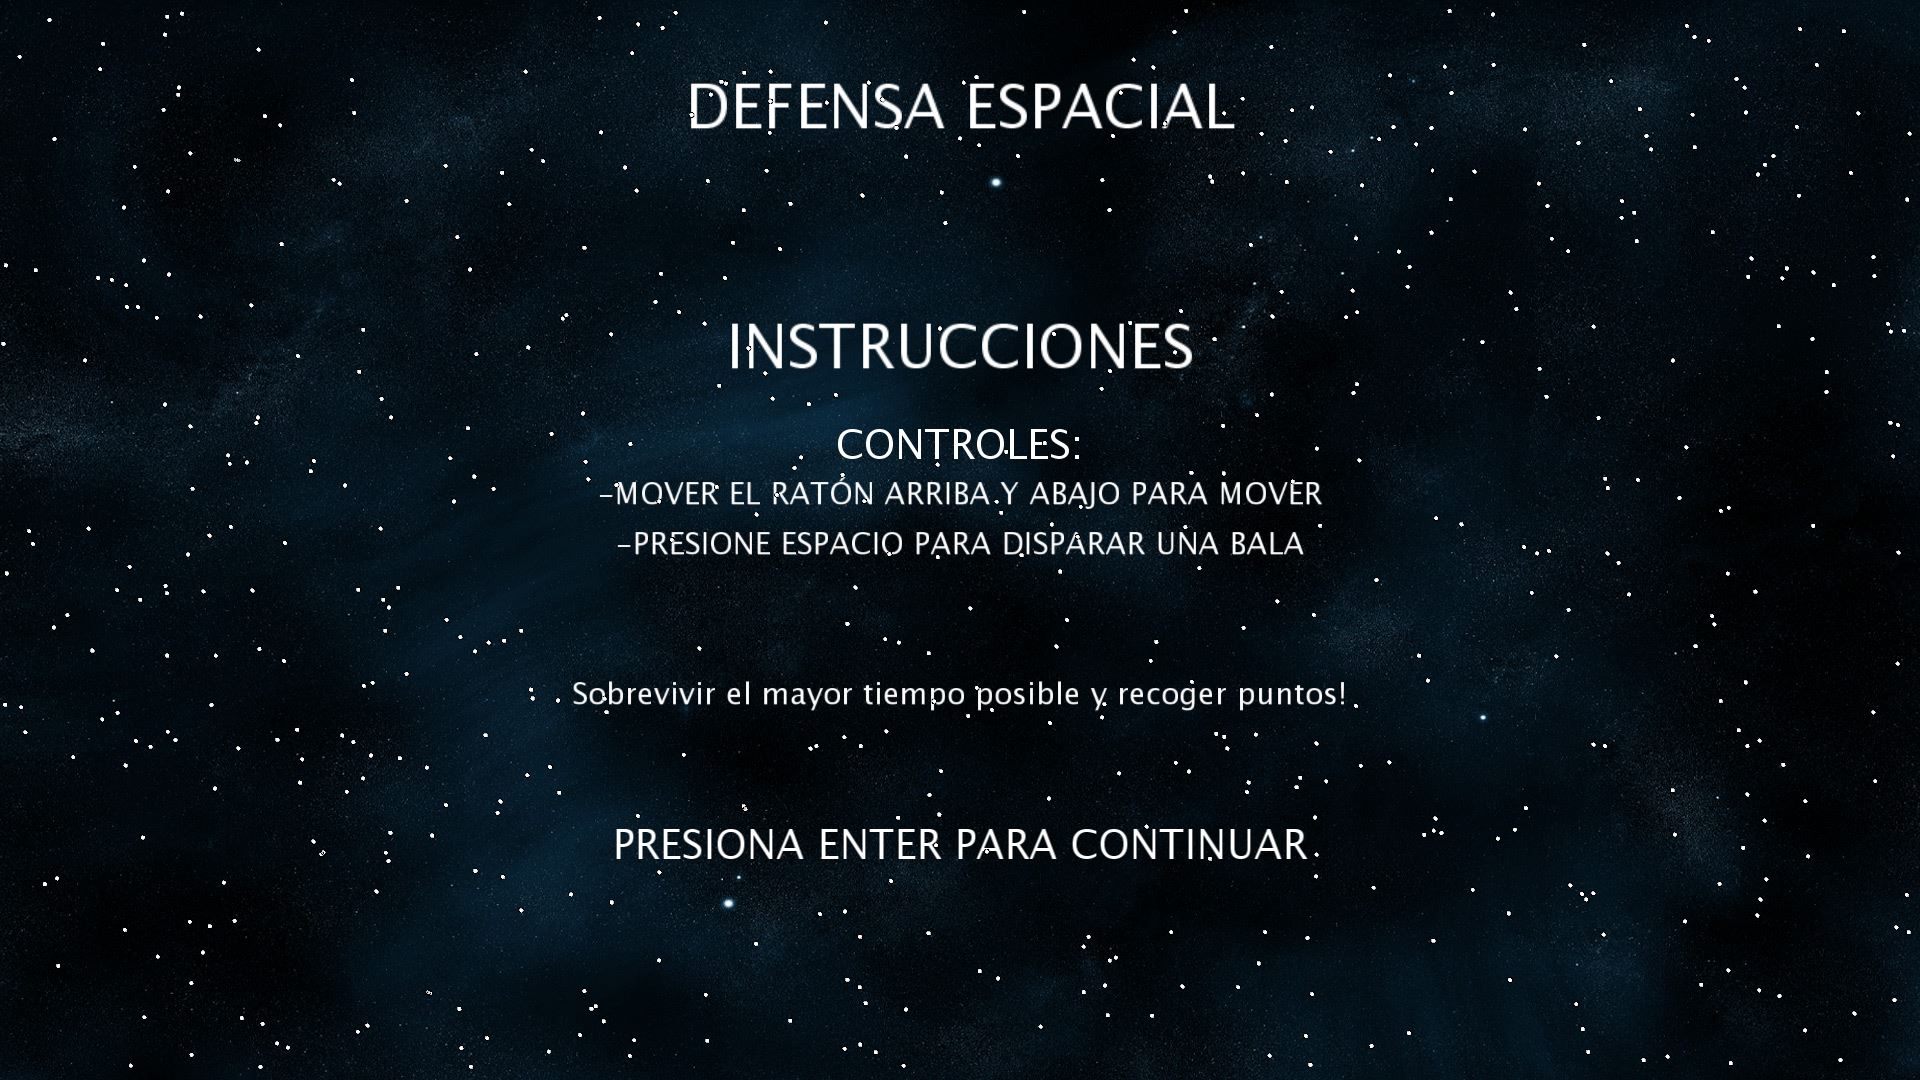 DEFENSA ESPACIAL
INSTRUCCIONES
CONTROLES:
-MOVER EL RATÓN ARRIBA Y ABAJO PARA MOVER
-PRESIONE ESPACIO PARA DISPARAR UNA BALA
Sobrevivir el mayor tiempo posible y recoger puntos!
PRESIONA ENTER PARA CONTINUAR